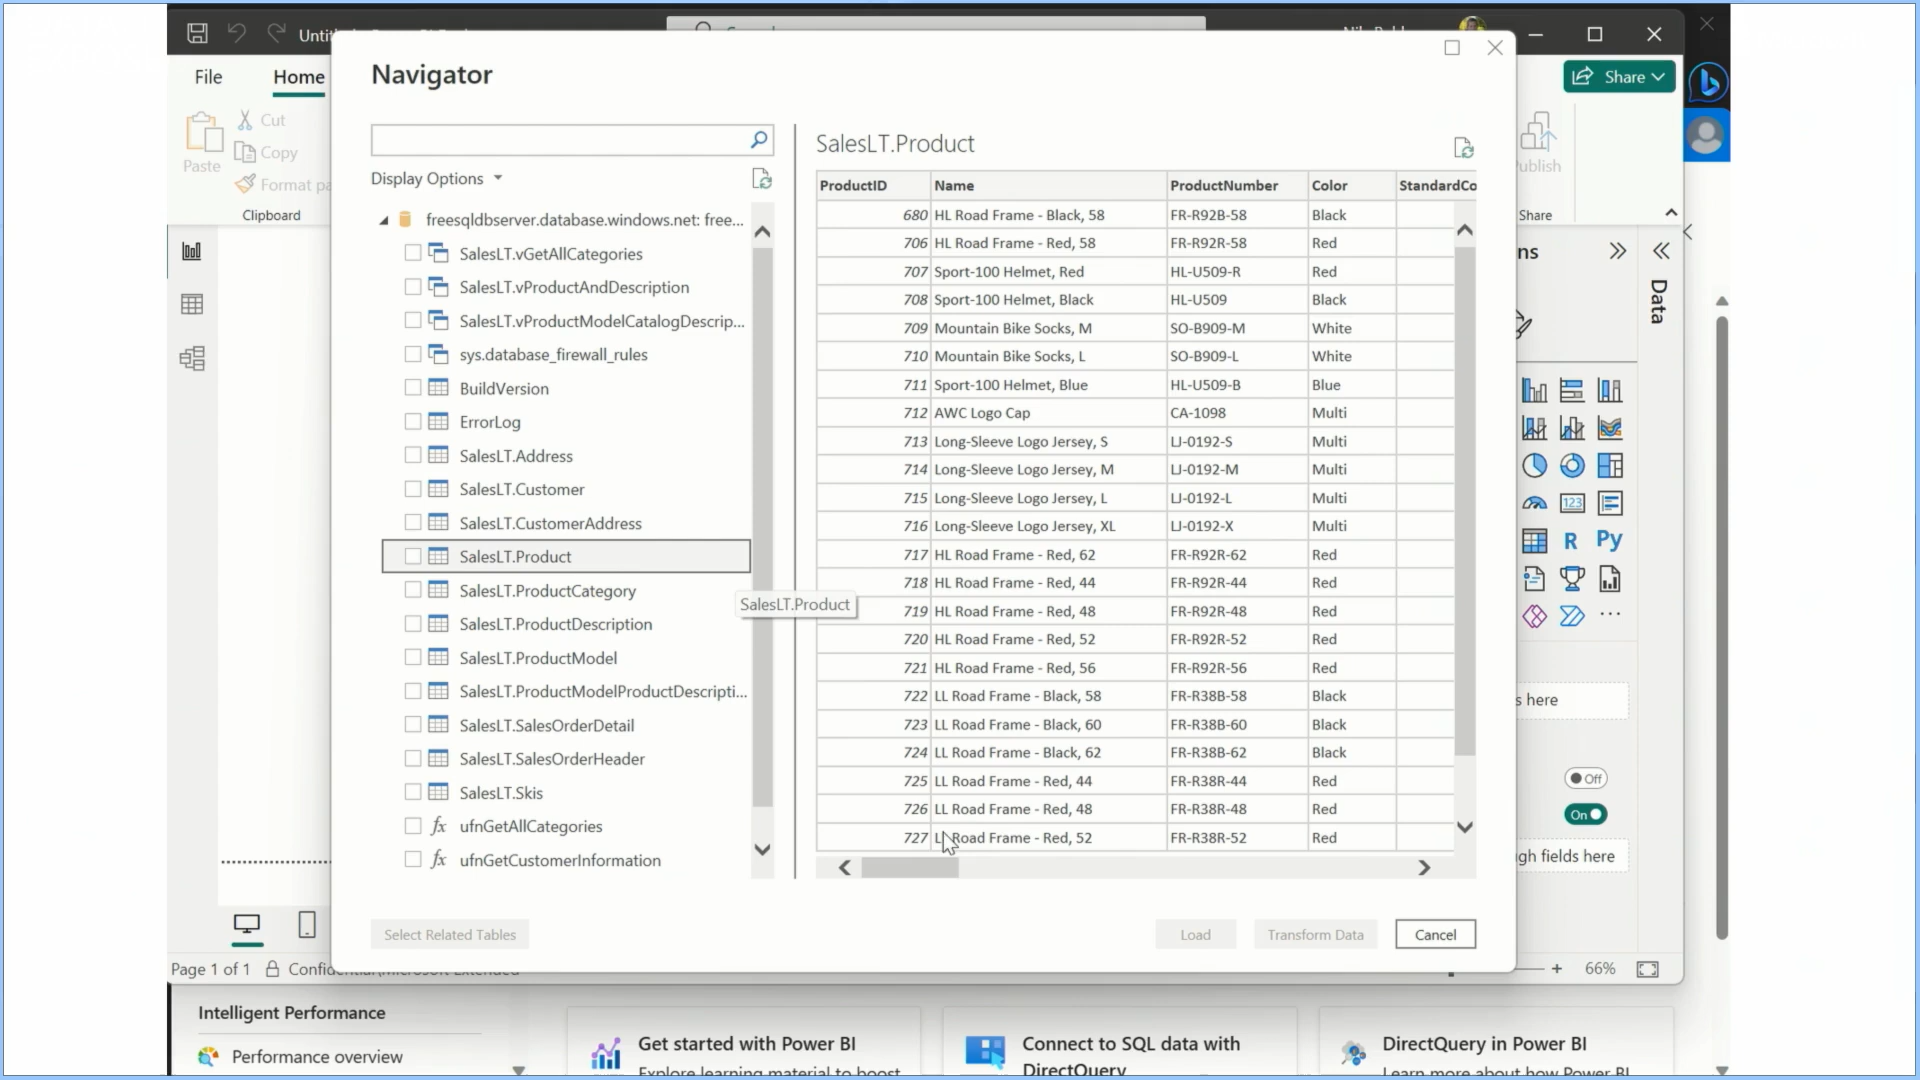 File
Home
Paste
Cut
Copy
Format pa
Clipboard
Share
Share
Navigator
Display Options
freesqldbserver.database.windows.net: free...
SalesLT.vGetAllCategories
SalesLT.vProductAndDescription
SalesLT.vProductModelCatalogDescrip...
sys.database_firewall_rules
BuildVersion
ErrorLog
SalesLT.Address
SalesLT.Customer
SalesLT.CustomerAddress
SalesLT.Product
SalesLT.ProductCategory
SalesLT.ProductDescription
SalesLT.ProductModel
SalesLT.ProductModelProductDescripti...
SalesLT.SalesOrderDetail
SalesLT.SalesOrderHeader
SalesLT.Skis
fx ufnGetAllCategories
fx ufnGetCustomerInformation
SalesLT.Product
SalesLT.Product
ProductID Name ProductNumber Color StandardCo
680 HL Road Frame - Black, 58 FR-R92B-58 Black
706 HL Road Frame - Red, 58 FR-R92R-58 Red
707 Sport-100 Helmet, Red HL-U509-R Red
708 Sport-100 Helmet, Black HL-U509 Black
709 Mountain Bike Socks, M SO-B909-M White
710 Mountain Bike Socks, L SO-B909-L White
711 Sport-100 Helmet, Blue HL-U509-B Blue
712 AWC Logo Cap CA-1098 Multi
713 Long-Sleeve Logo Jersey, S LJ-0192-S Multi
714 Long-Sleeve Logo Jersey, M LJ-0192-M Multi
715 Long-Sleeve Logo Jersey, L LJ-0192-L Multi
716 Long-Sleeve Logo Jersey, XL LJ-0192-X Multi
717 HL Road Frame - Red, 62 FR-R92R-62 Red
718 HL Road Frame - Red, 44 FR-R92R-44 Red
719 HL Road Frame - Red, 48 FR-R92R-48 Red
720 HL Road Frame - Red, 52 FR-R92R-52 Red
721 HL Road Frame - Red, 56 FR-R92R-56 Red
722 LL Road Frame - Black, 58 FR-R38B-58 Black
723 LL Road Frame - Black, 60 FR-R38B-60 Black
724 LL Road Frame - Black, 62 FR-R38B-62 Black
725 LL Road Frame - Red, 44 FR-R38R-44 Red
726 LL Road Frame - Red, 48 FR-R38R-48 Red
727 LL Road Frame - Red, 52 FR-R38R-52 Red
Select Related Tables
Load
Transform Data
Cancel
ns
Data
123
R
Py
s here
Off
On
gh fields here
Page 1 of 1
66%
Intelligent Performance
Performance overview
Get started with Power BI
Explore learning material to boost
Connect to SQL data with
DirectQuery
DirectQuery in Power BI
Learn more about how Power BI